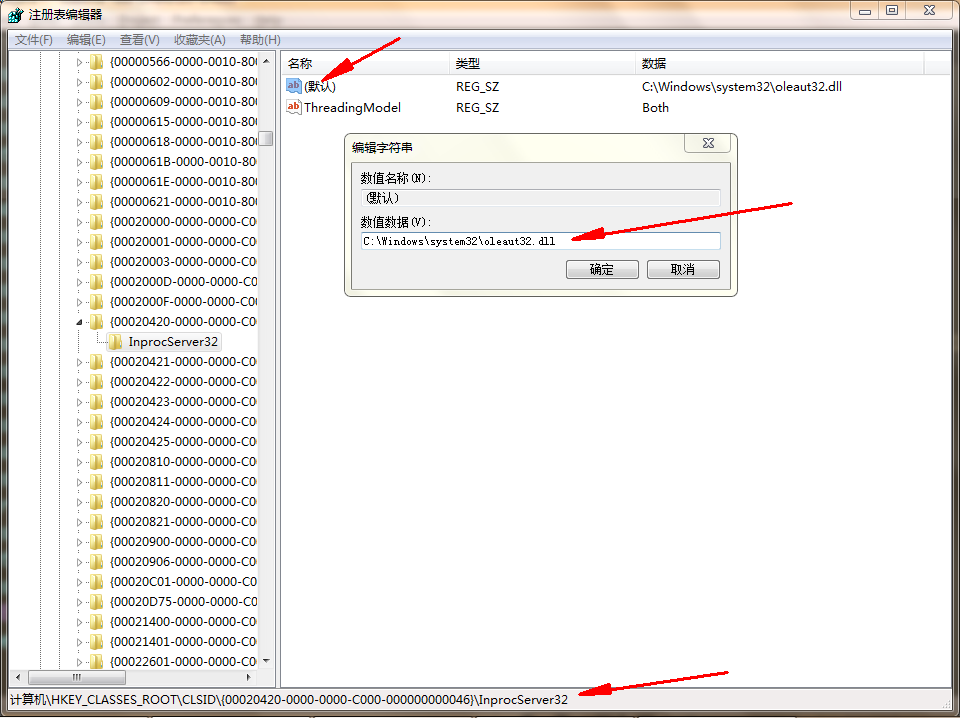 注册表编辑器
文件(F) 编辑(E) 查看(V) 收藏夹(A) 帮助(H)
{00000566-0000-0010-800
{00000602-0000-0010-800
{00000609-0000-0010-800
{00000615-0000-0010-800
{00000618-0000-0010-800
{0000061B-0000-0010-80
{0000061E-0000-0010-80
{00000621-0000-0010-800
{00020000-0000-0000-C0
{00020001-0000-0000-C0
{00020003-0000-0000-C0
{0002000D-0000-0000-C0
{0002000F-0000-0000-C0
{00020420-0000-0000-C0
InprocServer32
{00020421-0000-0000-C0
{00020422-0000-0000-C0
{00020423-0000-0000-C0
{00020424-0000-0000-C0
{00020425-0000-0000-C0
{00020810-0000-0000-C0
{00020811-0000-0000-C0
{00020820-0000-0000-C0
{00020821-0000-0000-C0
{00020900-0000-0000-C0
{00020906-0000-0000-C0
{00020C01-0000-0000-C0
{00020D75-0000-0000-C0
{00021400-0000-0000-C0
{00021401-0000-0000-C0
{00022601-0000-0000-C0
名称 类型 数据
ab (默认) REG_SZ C:\Windows\system32\oleaut32.dll
ab ThreadingModel REG_SZ Both
编辑字符串
数值名称(N):
(默认)
数值数据(V):
C:\Windows\system32\oleaut32.dll
确定 取消
计算机\HKEY_CLASSES_ROOT\CLSID\{00020420-0000-0000-C000-000000000046}\InprocServer32